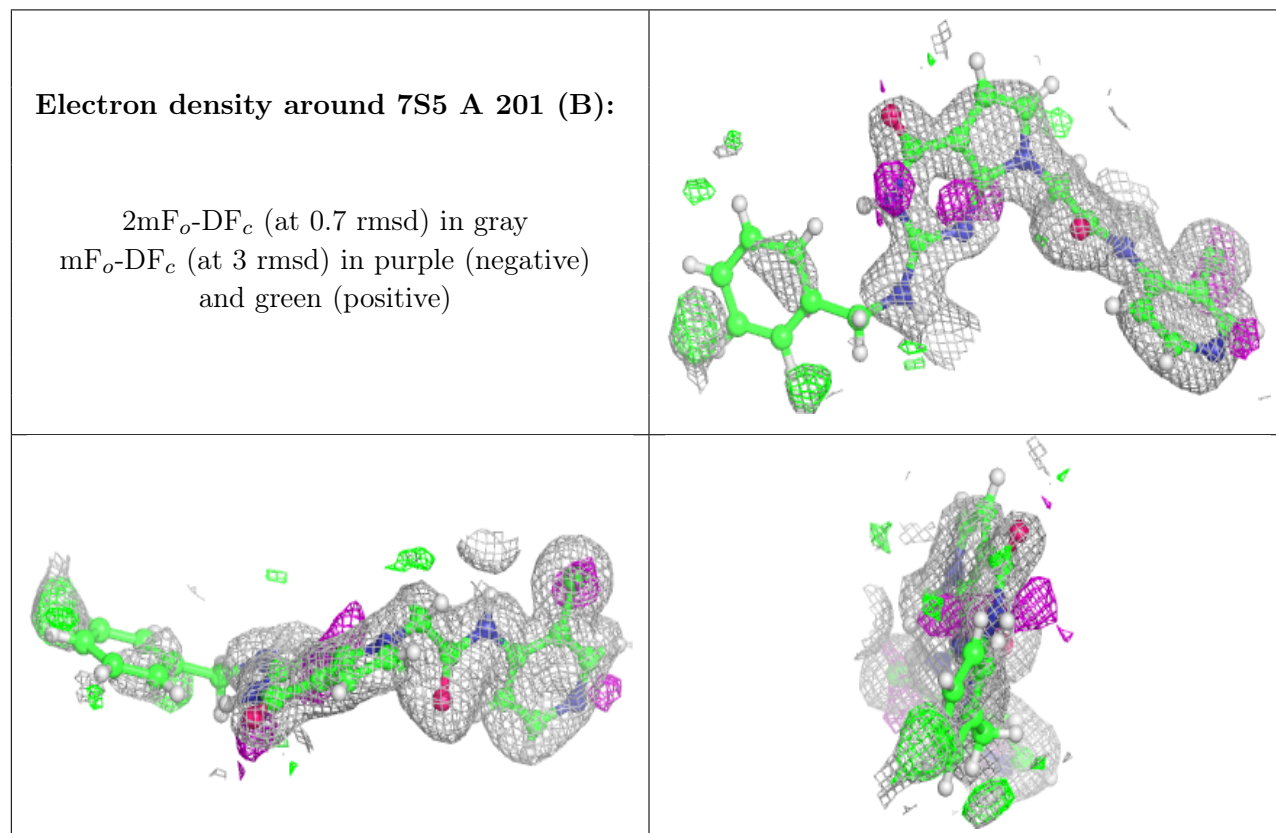 Electron density around 7S5 A 201 (B):
2mFo-DFc (at 0.7 rmsd) in gray
mFo-DFc (at 3 rmsd) in purple (negative)
and green (positive)